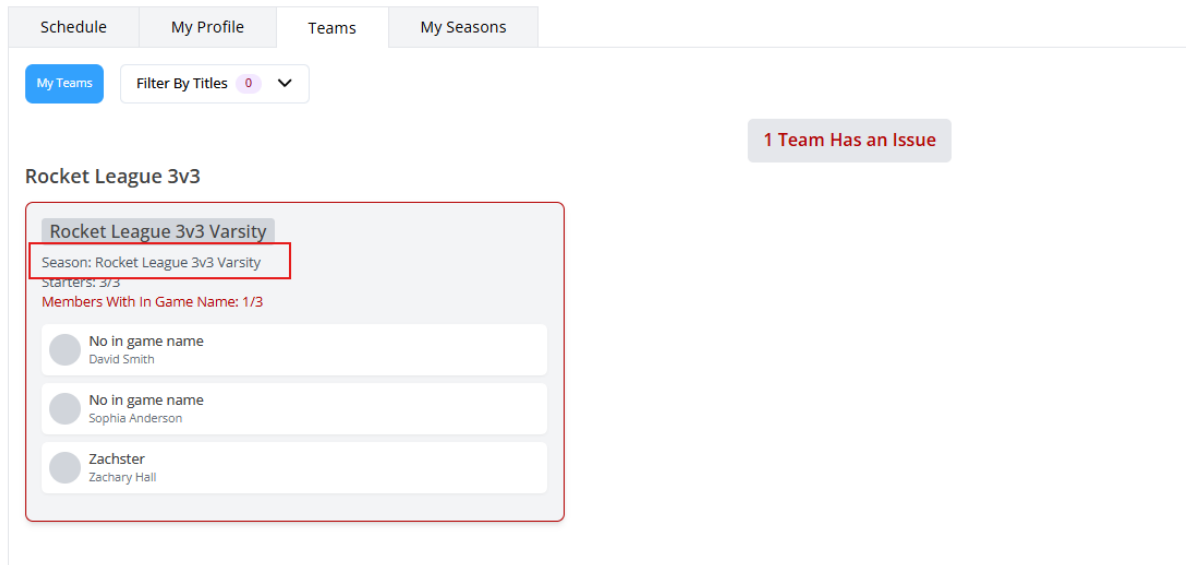 Schedule
My Profile
Teams
My Seasons
My Teams
Filter By Titles 0
1 Team Has an Issue
Rocket League 3v3
Rocket League 3v3 Varsity
Season: Rocket League 3v3 Varsity
Starters: 3/3
Members With In Game Name: 1/3
No in game name
David Smith
No in game name
Sophia Anderson
Zachster
Zachary Hall